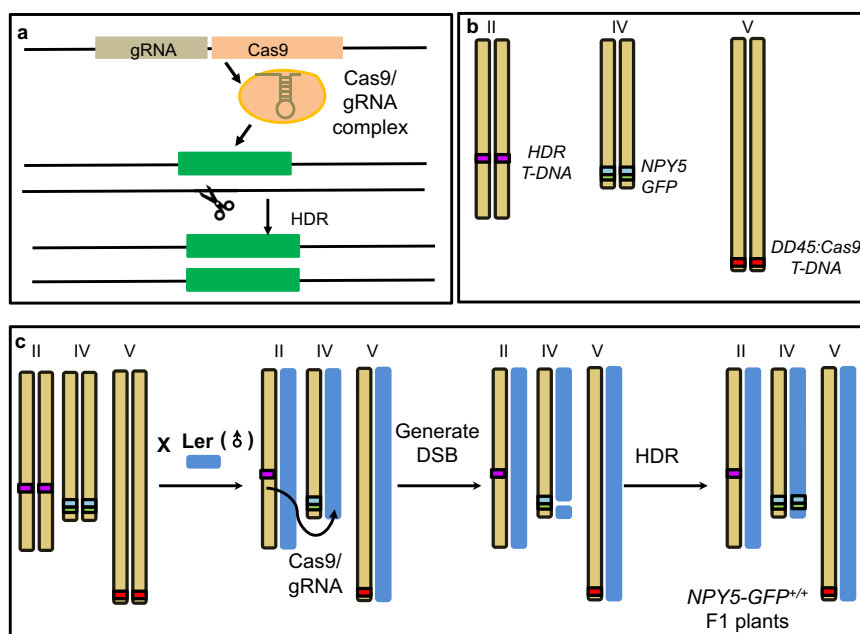 a
gRNA Cas9
Cas9/
gRNA
complex
HDR
b
II IV V
HDR
T-DNA
NPY5
GFP
DD45:Cas9
T-DNA
c
II IV V
X Ler (♂)
II IV V
Cas9/
gRNA
Generate
DSB
II IV V
HDR
II IV V
NPY5-GFP+/+
F1 plants